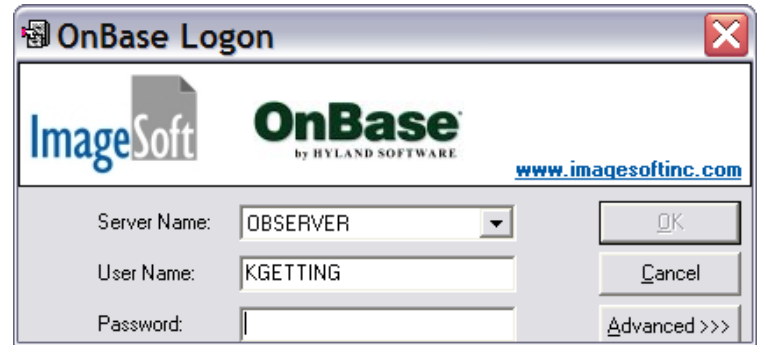 OnBase Logon
ImageSoft
OnBase
by HYLAND SOFTWARE
www.imagesoftinc.com
Server Name: OBSERVER OK
User Name: KGETTING Cancel
Password: Advanced >>>